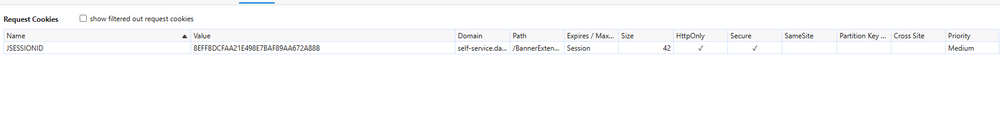 Request Cookies show filtered out request cookies
Name Value Domain Path Expires / Max... Size HttpOnly Secure SameSite Partition Key ... Cross Site Priority
JSESSIONID 8EFFBDCFAA21E498E7BAF89AA672A88B self-service.da... /BannerExten... Session 42 ✓ ✓ Medium